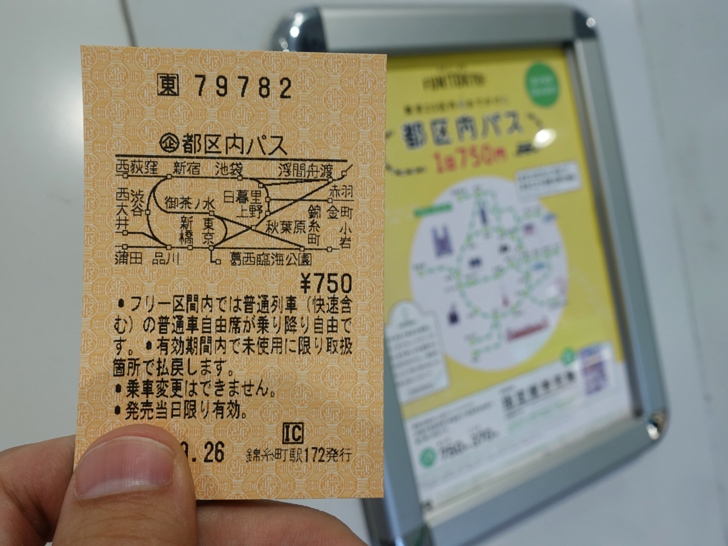 東 79782
企 都区内パス
西荻窪 新宿 池袋 浮間舟渡
赤羽
日暮里
上野
渋谷
西大井
御茶ノ水
新橋
東京
秋葉原
錦糸町
金町
小岩
蒲田 品川 葛西臨海公園
¥750
●フリー区間内では普通列車(快速含
む)の普通車自由席が乗り降り自由で
す。●有効期間内で未使用に限り取扱
箇所で払戻します。
●乗車変更はできません。
●発売当日限り有効。
IC
.26 錦糸町駅172発行
都区内パス
1日750円